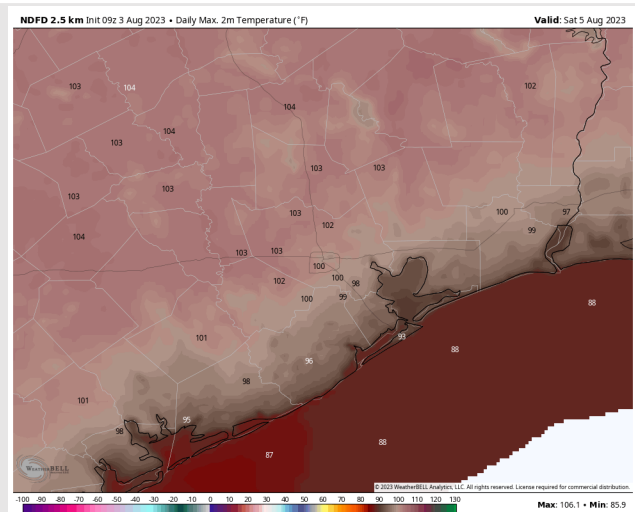 NDFD 2.5 km Init 09z 3 Aug 2023 • Daily Max. 2m Temperature (°F)
Valid: Sat 5 Aug 2023
103 104 102
104
103 104
103 103
103 103
103 100 97
102 99
104
103 103
100
102 100 98
100 99
88
101 93
88
96
98
101
95
98
88
87
WEATHERBELL
© 2023 WeatherBELL Analytics, LLC. All rights reserved. License required for commercial distribution.
-100 -90 -80 -70 -60 -50 -40 -30 -20 -10 0 10 20 30 40 50 60 70 80 90 100 110 120 130
Max: 106.1 • Min: 85.9